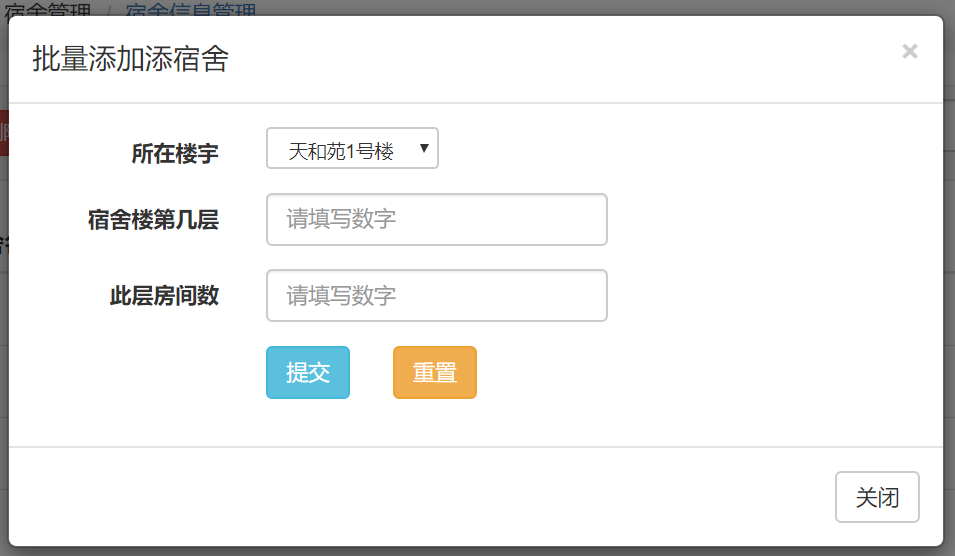 宿舍管理 / 宿舍信息管理
批量添加添宿舍 ×
所在楼宇 天和苑1号楼
宿舍楼第几层 请填写数字
此层房间数 请填写数字
提交 重置
关闭